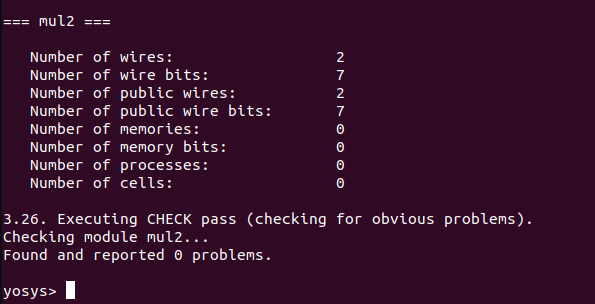 === mul2 ===
Number of wires: 2
Number of wire bits: 7
Number of public wires: 2
Number of public wire bits: 7
Number of memories: 0
Number of memory bits: 0
Number of processes: 0
Number of cells: 0
3.26. Executing CHECK pass (checking for obvious problems).
Checking module mul2...
Found and reported 0 problems.
yosys>